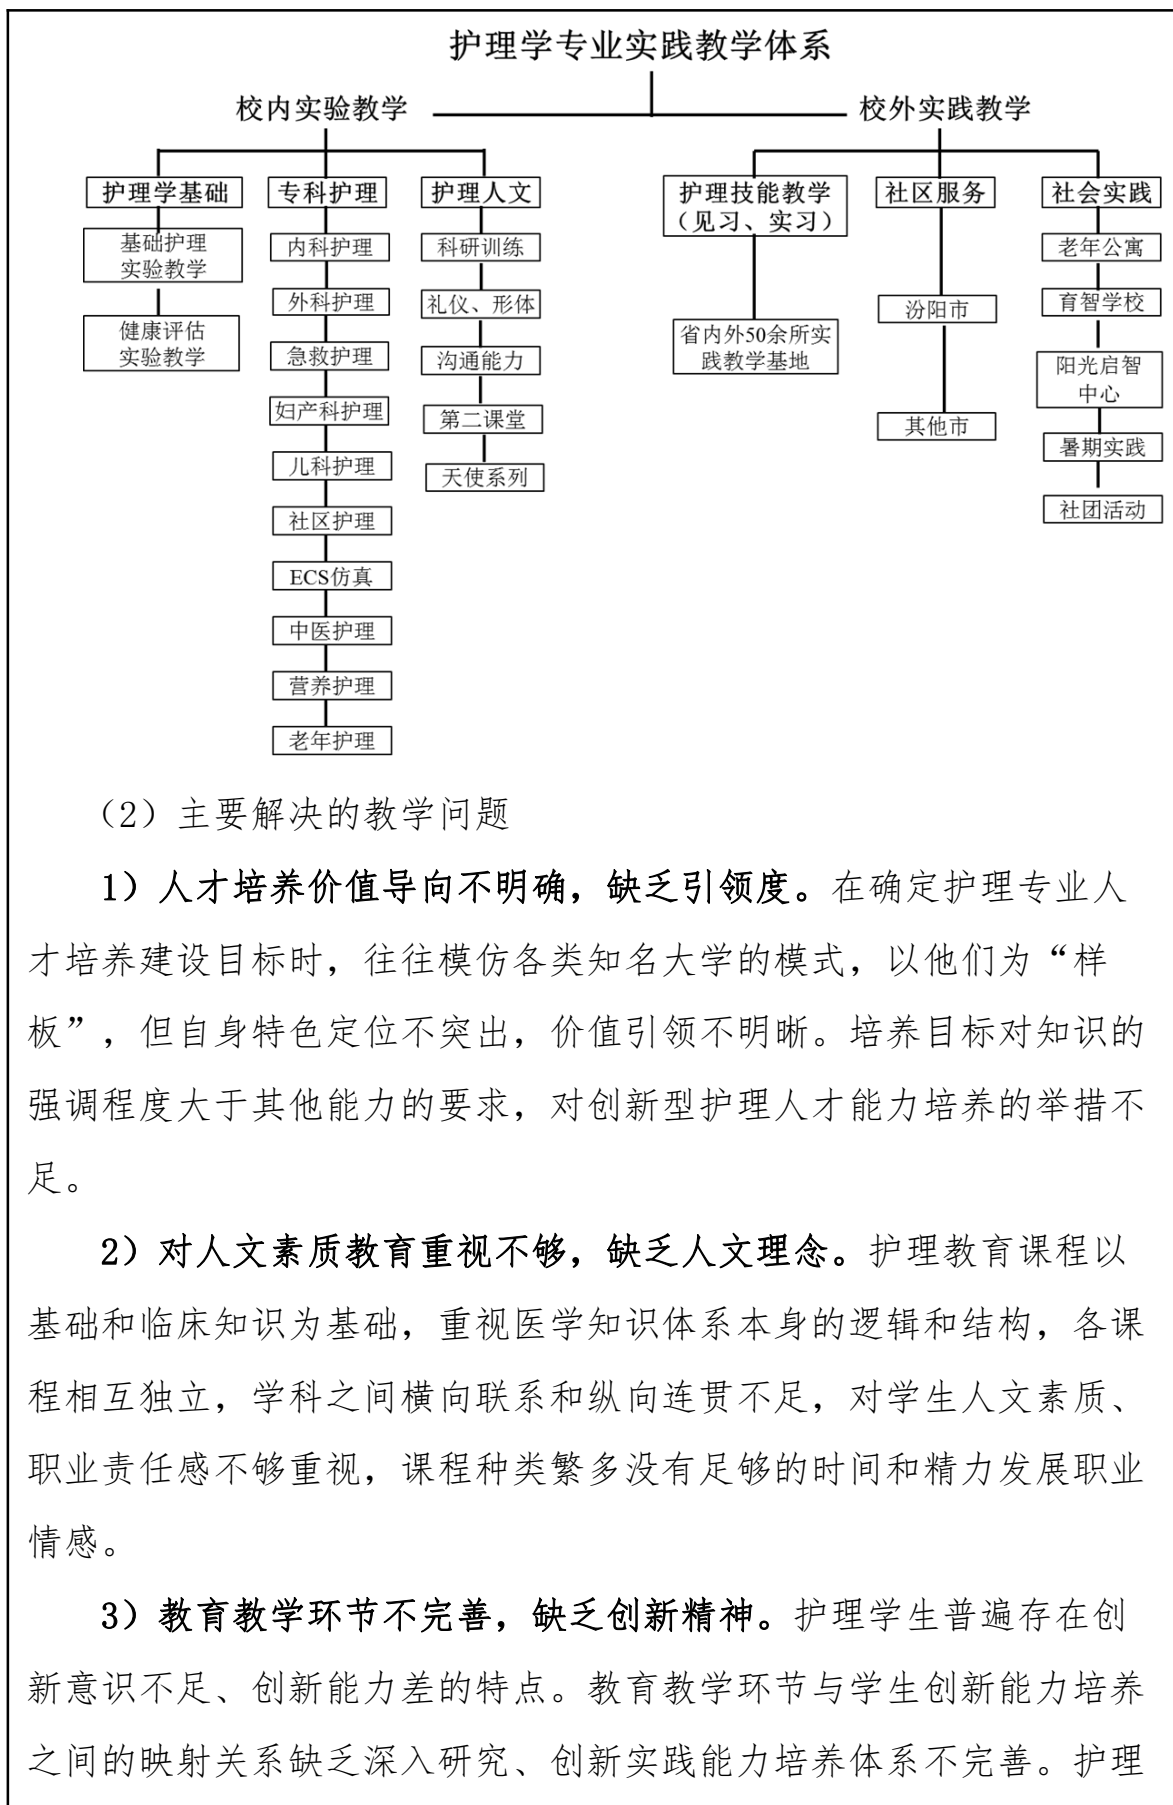 护理学专业实践教学体系
校内实验教学
校外实践教学
护理学基础
基础护理
实验教学
健康评估
实验教学
专科护理
内科护理
外科护理
急救护理
妇产科护理
儿科护理
社区护理
ECS仿真
中医护理
营养护理
老年护理
护理人文
科研训练
礼仪、形体
沟通能力
第二课堂
天使系列
护理技能教学
（见习、实习）
省内外50余所实
践教学基地
社区服务
汾阳市
其他市
社会实践
老年公寓
育智学校
阳光启智
中心
暑期实践
社团活动
（2）主要解决的教学问题
1）人才培养价值导向不明确，缺乏引领度。在确定护理专业人
才培养建设目标时，往往模仿各类知名大学的模式，以他们为“样
板”，但自身特色定位不突出，价值引领不明晰。培养目标对知识的
强调程度大于其他能力的要求，对创新型护理人才能力培养的举措不
足。
2）对人文素质教育重视不够，缺乏人文理念。护理教育课程以
基础和临床知识为基础，重视医学知识体系本身的逻辑和结构，各课
程相互独立，学科之间横向联系和纵向连贯不足，对学生人文素质、
职业责任感不够重视，课程种类繁多没有足够的时间和精力发展职业
情感。
3）教育教学环节不完善，缺乏创新精神。护理学生普遍存在创
新意识不足、创新能力差的特点。教育教学环节与学生创新能力培养
之间的映射关系缺乏深入研究、创新实践能力培养体系不完善。护理